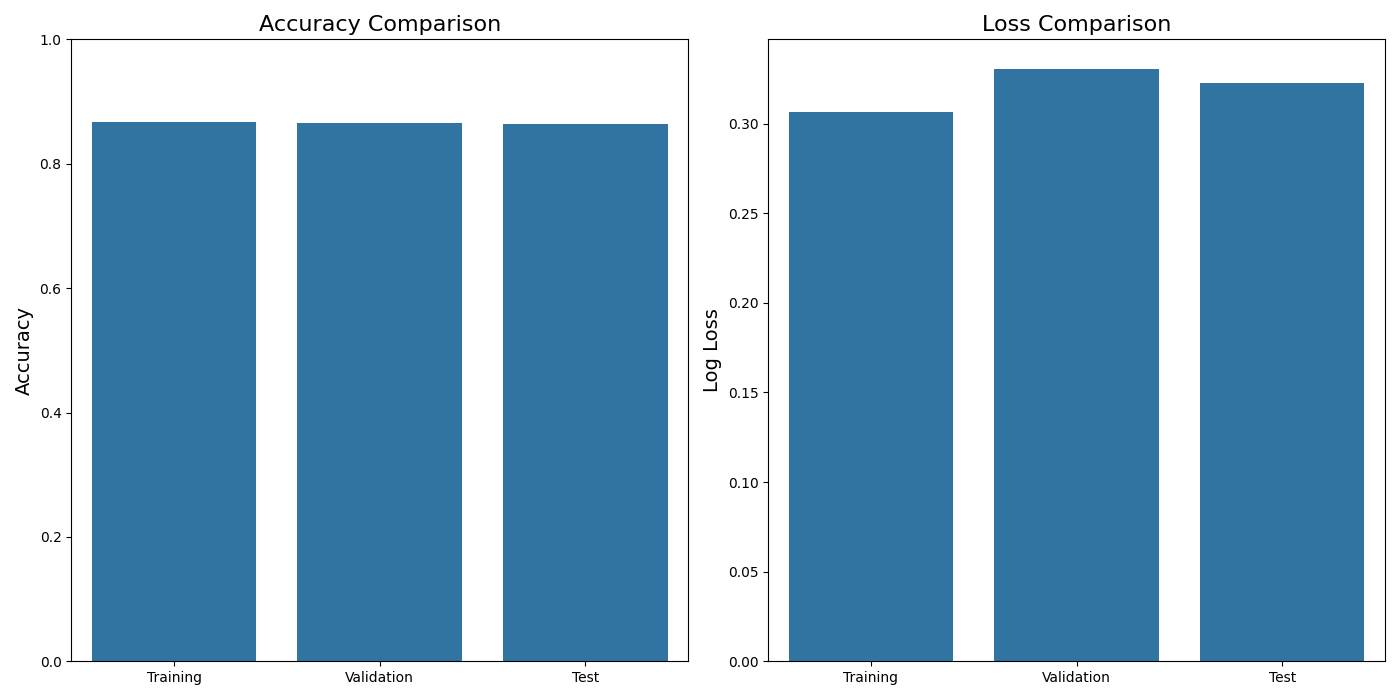 Accuracy Comparison
1.0
0.8
0.6
0.4
0.2
0.0
Accuracy
Training Validation Test
Loss Comparison
0.30
0.25
0.20
0.15
0.10
0.05
0.00
Log Loss
Training Validation Test